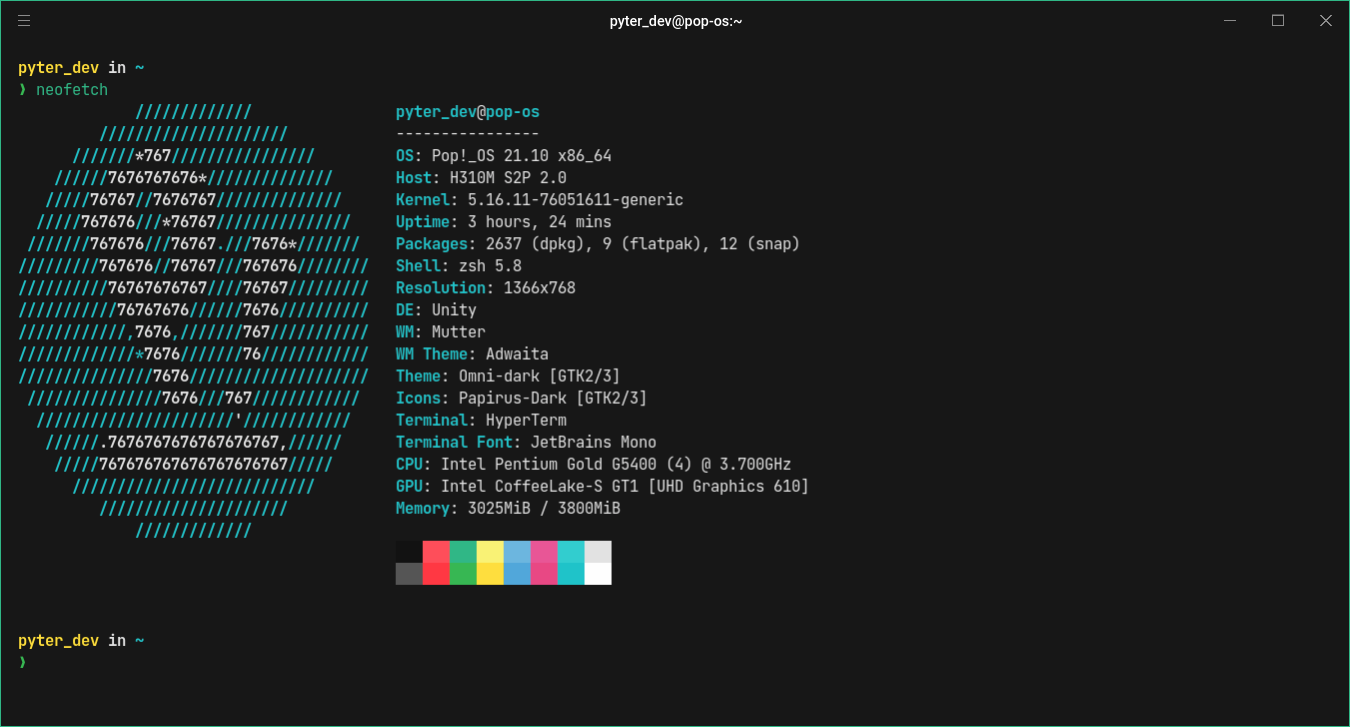 pyter_dev@pop-os:~
pyter_dev in ~
❯ neofetch
/////////////
/////////////////////
///////*767////////////////
//////7676767676*//////////////
/////76767//7676767//////////////
/////767676///*76767///////////////
///////767676///76767.///7676*///////
/////////767676//76767///767676////////
//////////76767676767////76767/////////
///////////76767676//////7676//////////
////////////,7676,///////767///////////
/////////////*7676///////76////////////
///////////////7676////////////////////
///////////////7676///767////////////
//////////////////////'////////////
//////.7676767676767676767,//////
/////767676767676767676767/////
///////////////////////////
/////////////////////
/////////////
pyter_dev@pop-os
----------------
OS: Pop!_OS 21.10 x86_64
Host: H310M S2P 2.0
Kernel: 5.16.11-76051611-generic
Uptime: 3 hours, 24 mins
Packages: 2637 (dpkg), 9 (flatpak), 12 (snap)
Shell: zsh 5.8
Resolution: 1366x768
DE: Unity
WM: Mutter
WM Theme: Adwaita
Theme: Omni-dark [GTK2/3]
Icons: Papirus-Dark [GTK2/3]
Terminal: HyperTerm
Terminal Font: JetBrains Mono
CPU: Intel Pentium Gold G5400 (4) @ 3.700GHz
GPU: Intel CoffeeLake-S GT1 [UHD Graphics 610]
Memory: 3025MiB / 3800MiB
pyter_dev in ~
❯